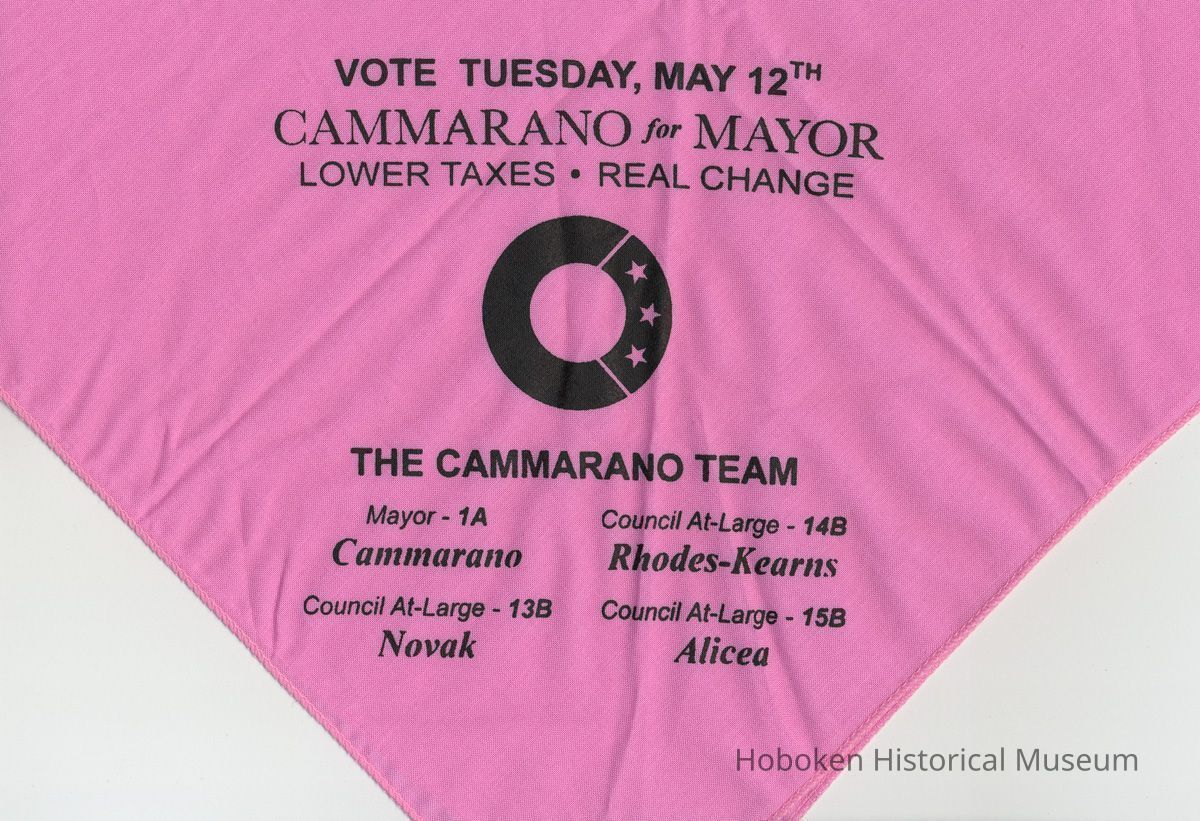 VOTE TUESDAY, MAY 12TH
CAMMARANO for MAYOR
LOWER TAXES • REAL CHANGE
THE CAMMARANO TEAM
Mayor - 1A
Cammarano
Council At-Large - 14B
Rhodes-Kearns
Council At-Large - 13B
Novak
Council At-Large - 15B
Alicea
Hoboken Historical Museum